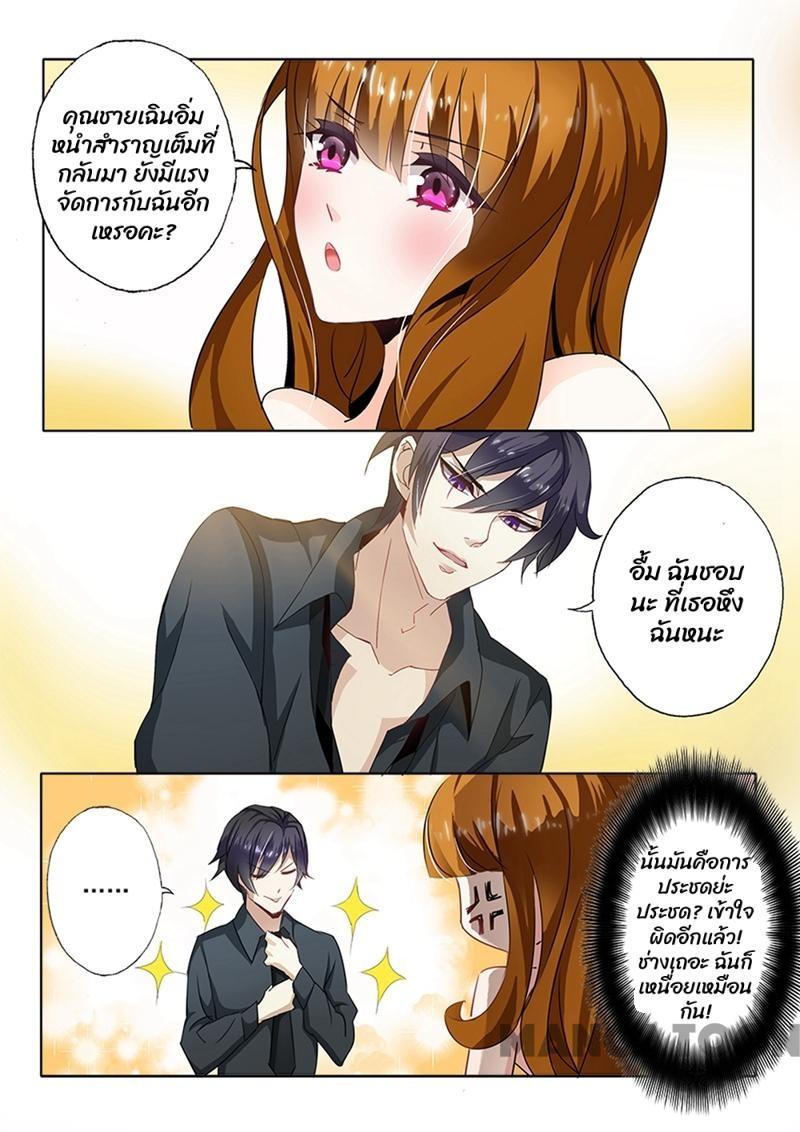 คุณชายเฉินอิ่ม
หนำสำราญเต็มที่
กลับมา ยังมีแรง
จัดการกับฉันอีก
เหรอคะ?
อื้ม ฉันชอบ
นะ ที่เธอหึง
ฉันหนะ
......
นั้นมันคือการ
ประชดย่ะ
ประชด? เข้าใจ
ผิดอีกแล้ว!
ช่างเถอะ ฉันก็
เหนื่อยเหมือน
กัน!